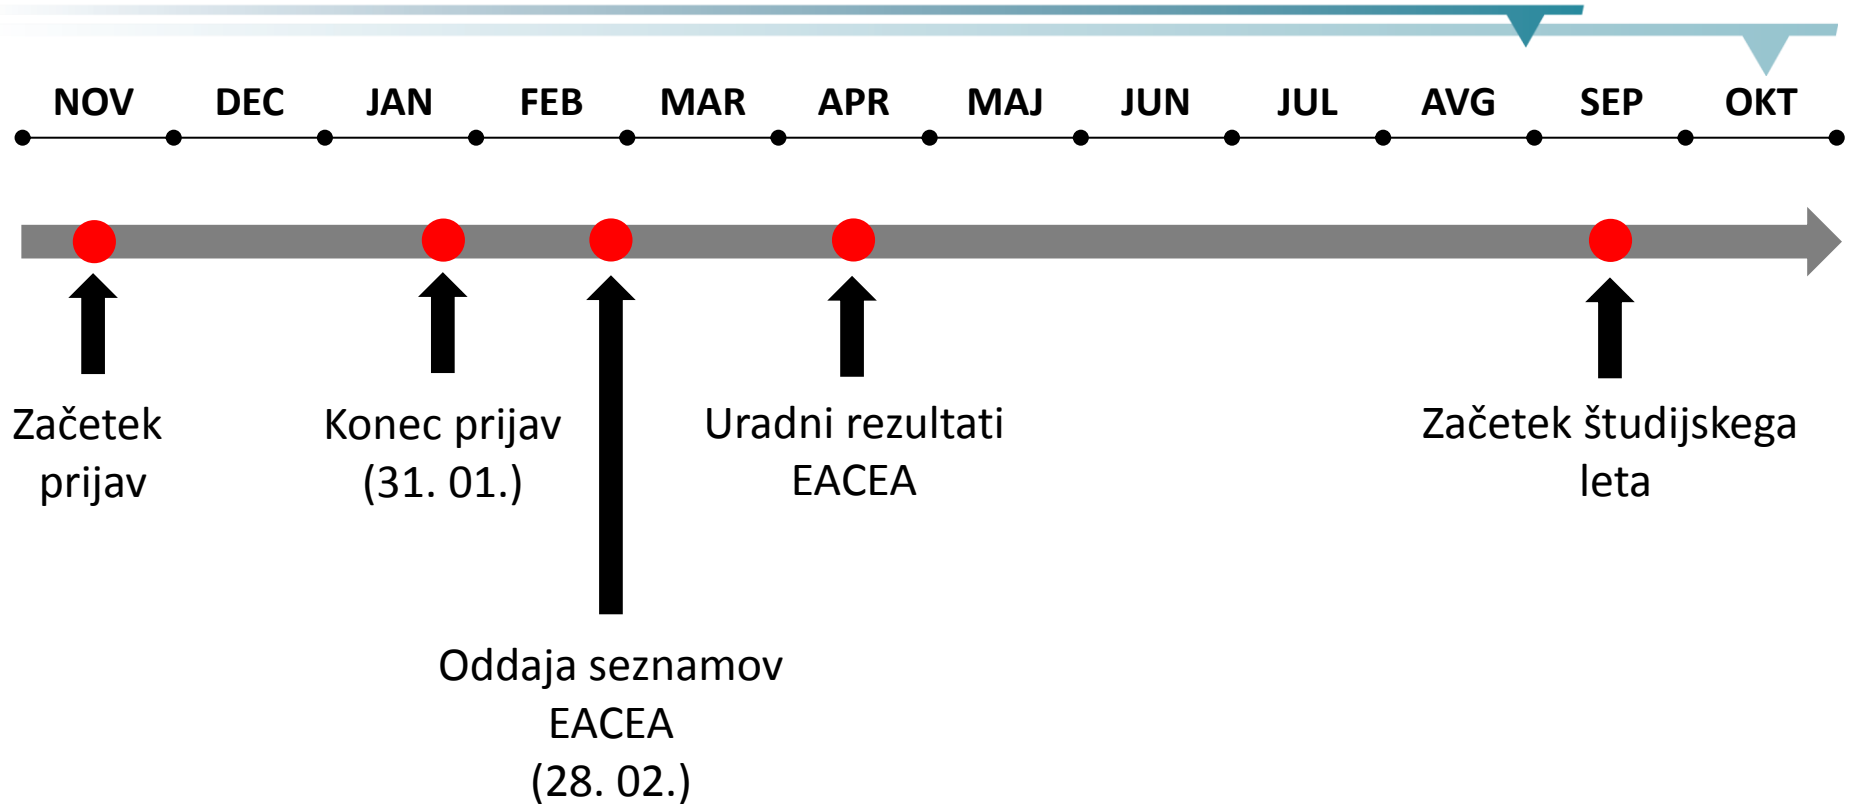 NOV DEC JAN FEB MAR APR MAJ JUN JUL AVG SEP OKT
Začetek
prijav
Konec prijav
(31. 01.)
Oddaja seznamov
EACEA
(28. 02.)
Uradni rezultati
EACEA
Začetek študijskega
leta